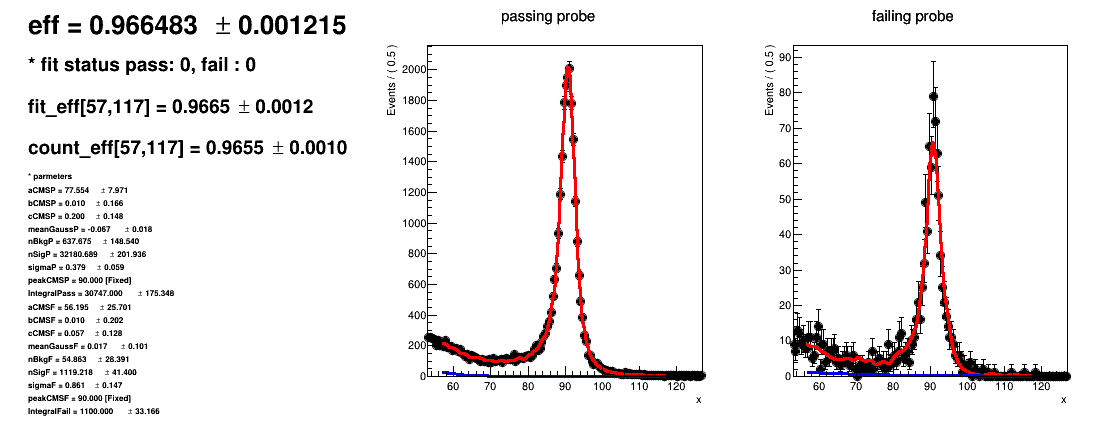 eff = 0.966483 ± 0.001215
* fit status pass: 0, fail : 0
fit_eff[57,117] = 0.9665 ± 0.0012
count_eff[57,117] = 0.9655 ± 0.0010
* parmeters
aCMSP = 77.554 ± 7.971
bCMSP = 0.010 ± 0.166
cCMSP = 0.200 ± 0.148
meanGaussP = -0.067 ± 0.018
nBkgP = 637.675 ± 148.540
nSigP = 32180.689 ± 201.936
sigmaP = 0.379 ± 0.059
peakCMSP = 90.000 [Fixed]
IntegralPass = 30747.000 ± 175.348
aCMSF = 56.195 ± 25.701
bCMSF = 0.010 ± 0.202
cCMSF = 0.057 ± 0.128
meanGaussF = 0.017 ± 0.101
nBkgF = 54.863 ± 28.391
nSigF = 1119.218 ± 41.400
sigmaF = 0.861 ± 0.147
peakCMSF = 90.000 [Fixed]
IntegralFail = 1100.000 ± 33.166
passing probe
Events / ( 0.5 )
2000
1800
1600
1400
1200
1000
800
600
400
200
0
60 70 80 90 100 110 120
x
failing probe
Events / ( 0.5 )
90
80
70
60
50
40
30
20
10
0
60 70 80 90 100 110 120
x